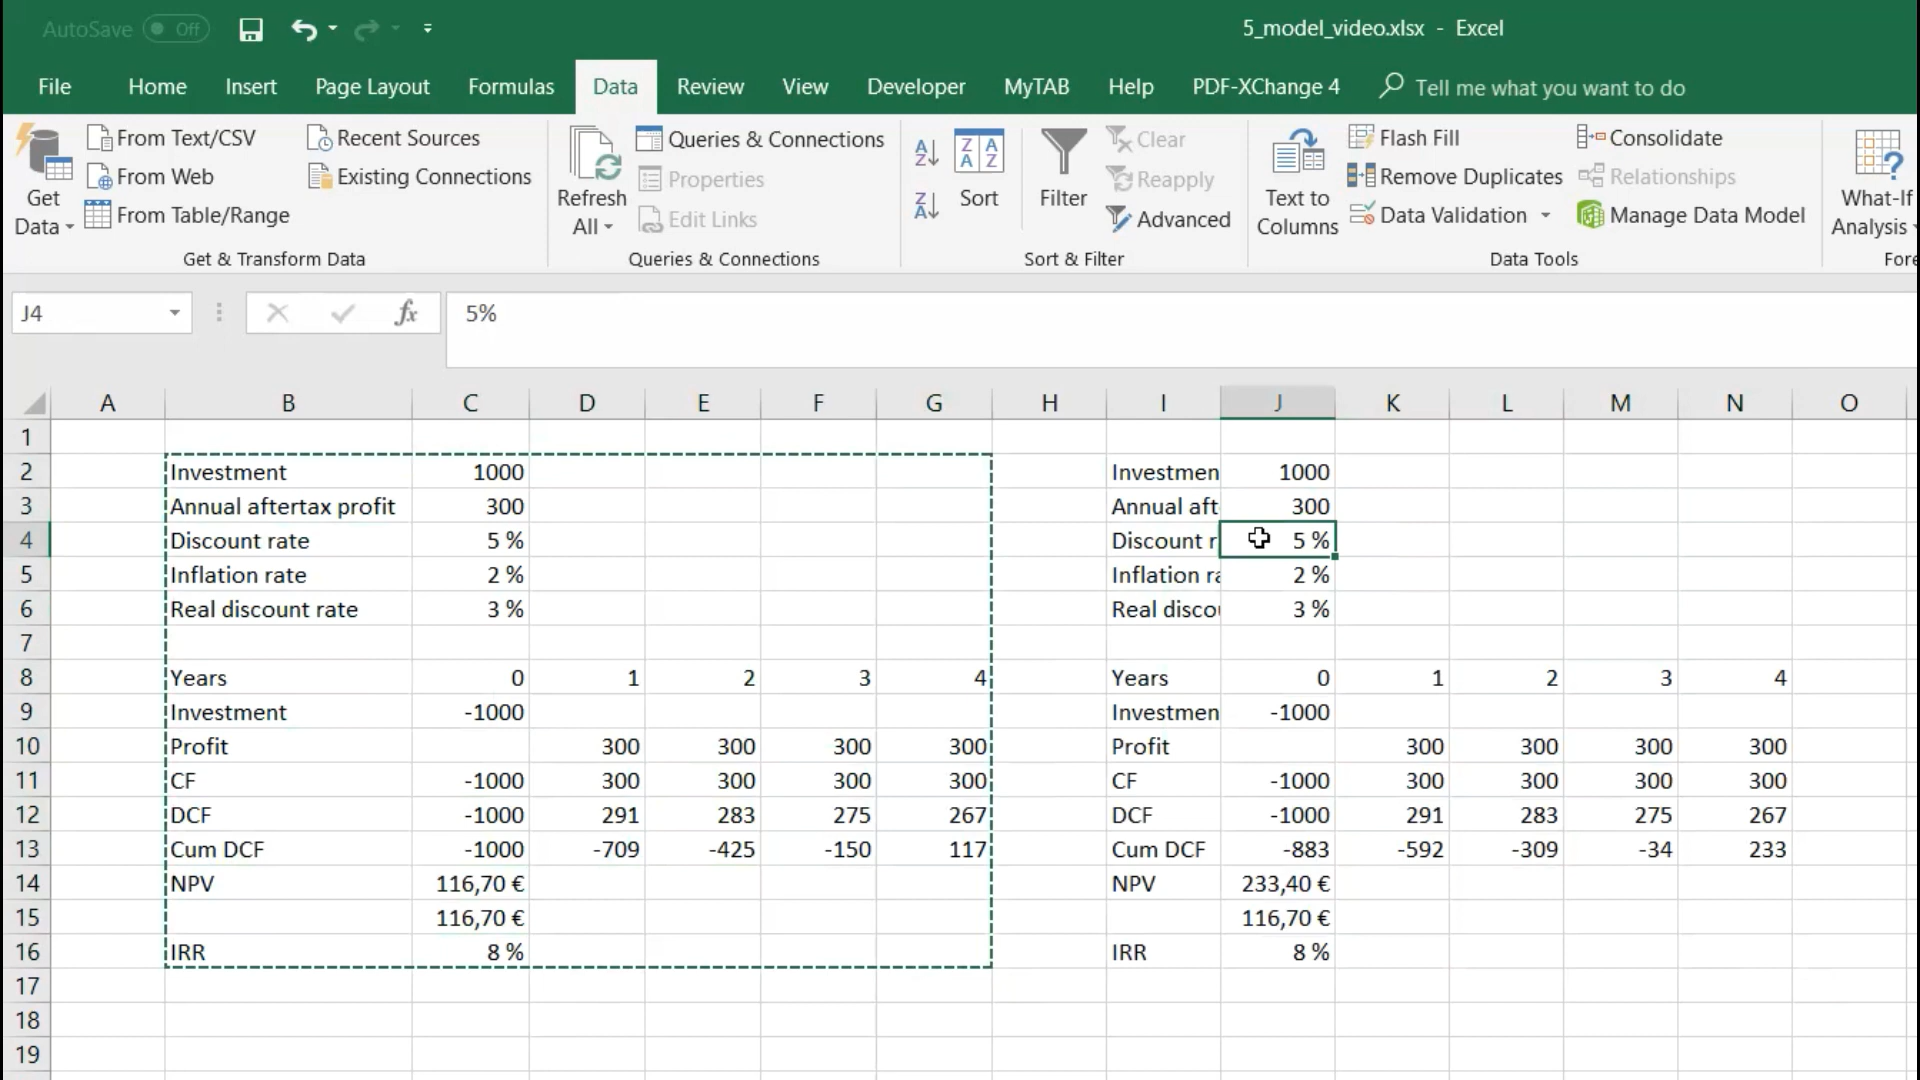 AutoSave Off 5_model_video.xlsx - Excel
File Home Insert Page Layout Formulas Data Review View Developer MyTAB Help PDF-XChange 4 Tell me what you want to do
Get Data
From Text/CSV
From Web
From Table/Range
Recent Sources
Existing Connections
Get & Transform Data
Refresh All
Queries & Connections
Properties
Edit Links
Queries & Connections
Sort
Filter
Clear
Reapply
Advanced
Sort & Filter
Text to Columns
Flash Fill
Remove Duplicates
Data Validation
Consolidate
Relationships
Manage Data Model
Data Tools
What-If Analysis
Fore
J4 fx 5%
A B C D E F G H I J K L M N O
1
2 Investment 1000 Investmen 1000
3 Annual aftertax profit 300 Annual aft 300
4 Discount rate 5 % Discount r 5 %
5 Inflation rate 2 % Inflation ra 2 %
6 Real discount rate 3 % Real disco 3 %
7
8 Years 0 1 2 3 4 Years 0 1 2 3 4
9 Investment -1000 Investmen -1000
10 Profit 300 300 300 300 Profit 300 300 300 300
11 CF -1000 300 300 300 300 CF -1000 300 300 300 300
12 DCF -1000 291 283 275 267 DCF -1000 291 283 275 267
13 Cum DCF -1000 -709 -425 -150 117 Cum DCF -883 -592 -309 -34 233
14 NPV 116,70 € NPV 233,40 €
15 116,70 € 116,70 €
16 IRR 8 % IRR 8 %
17
18
19